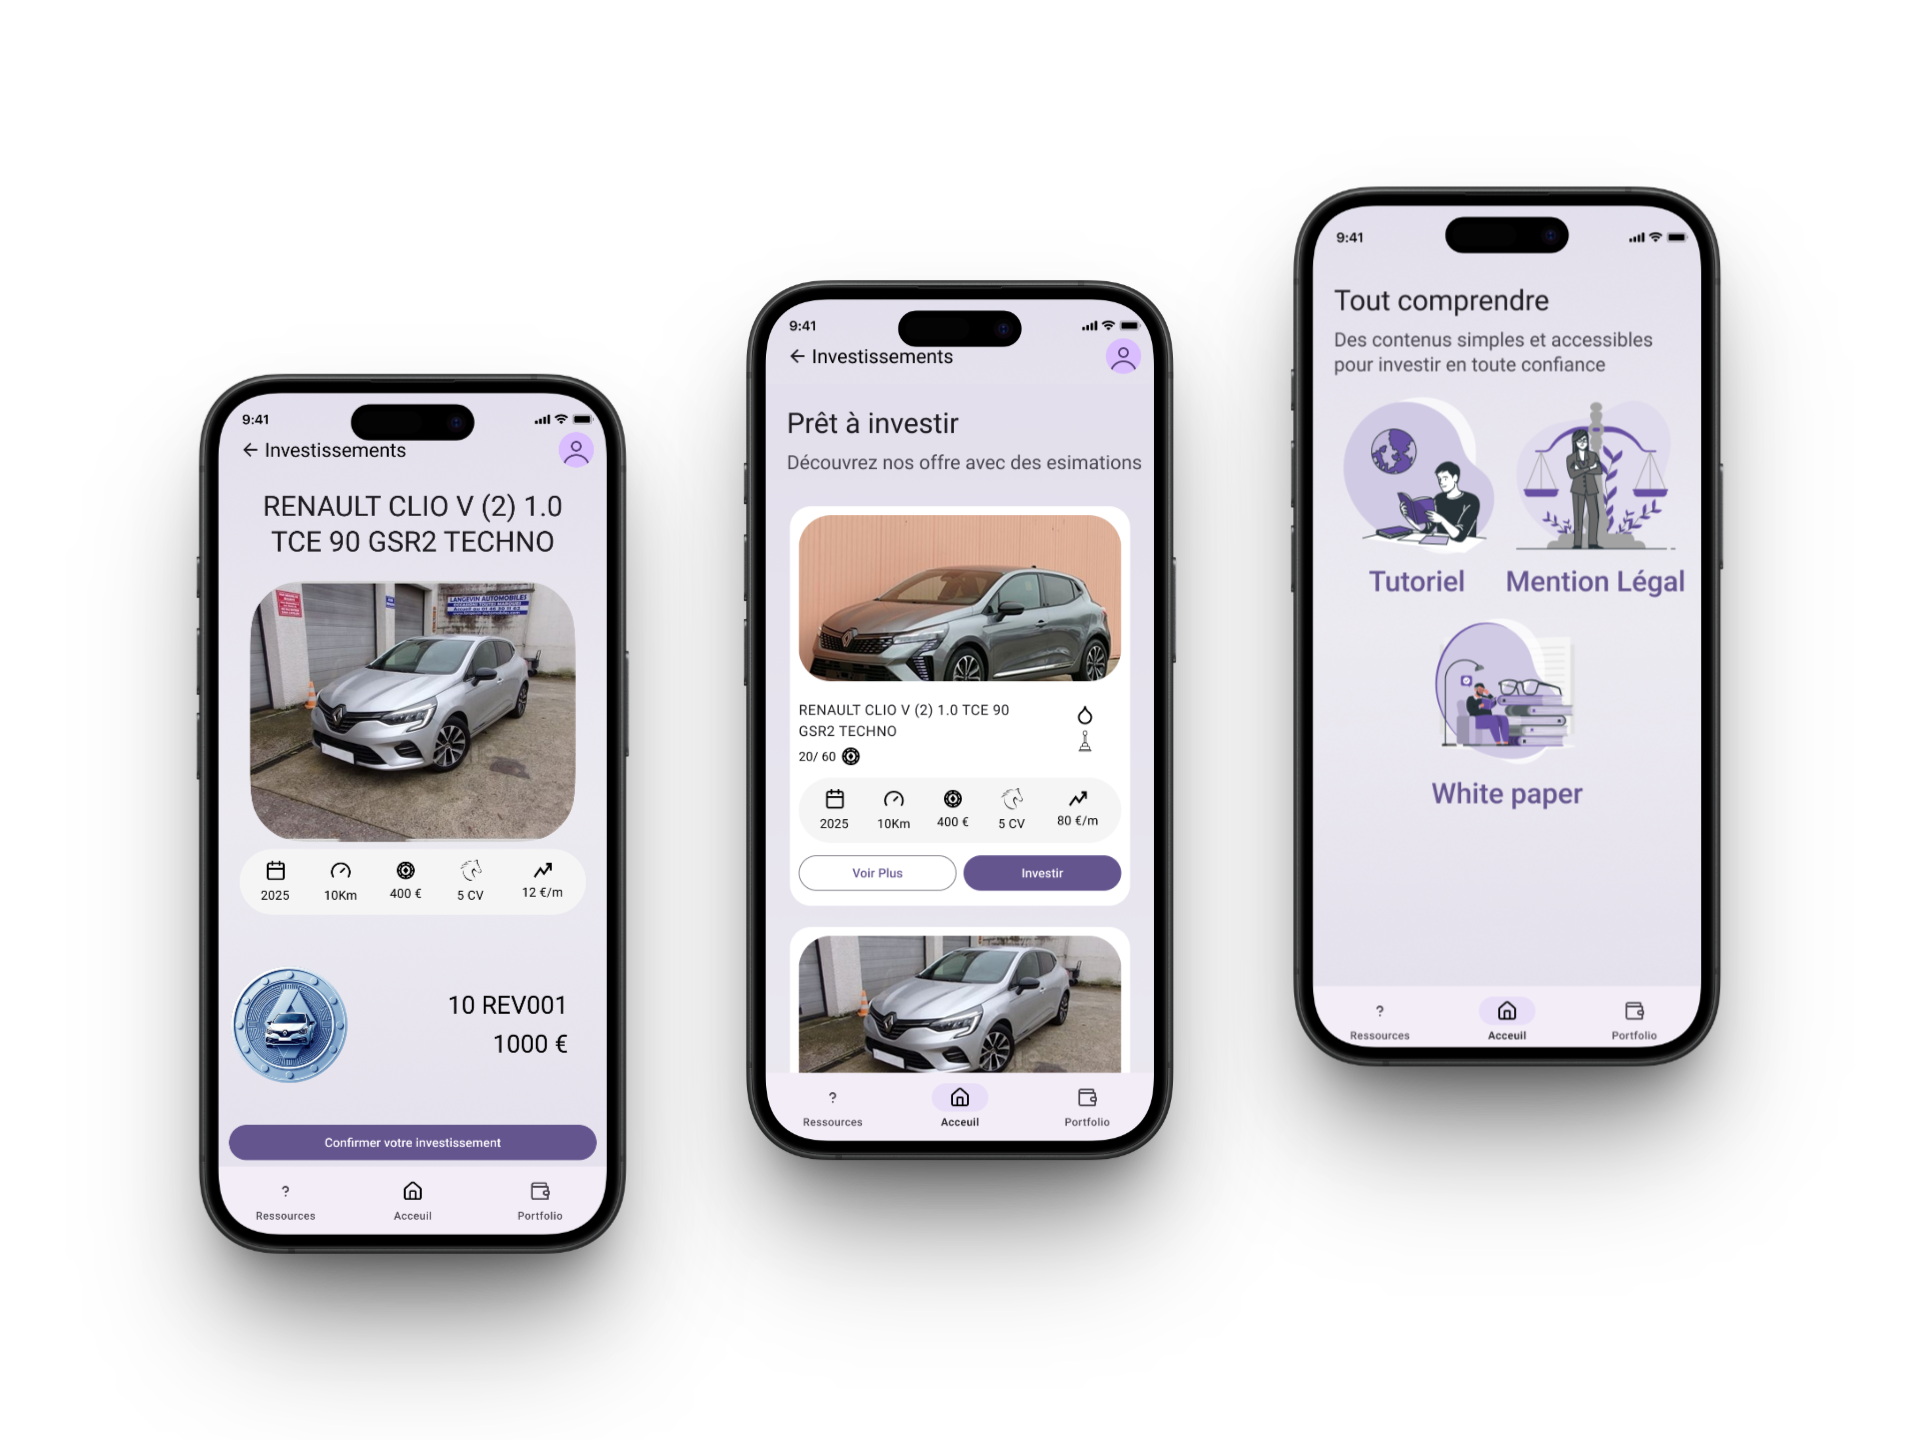 9:41
← Investissements
RENAULT CLIO V (2) 1.0
TCE 90 GSR2 TECHNO
LANGEVIN AUTOMOBILES
2025
10Km
400 €
5 CV
12 €/m
10 REV001
1000 €
Confirmer votre investissement
?
Ressources
Acceuil
Portfolio
9:41
← Investissements
Prêt à investir
Découvrez nos offre avec des esimations
RENAULT CLIO V (2) 1.0 TCE 90
GSR2 TECHNO
20/ 60
2025
10Km
400 €
5 CV
80 €/m
Voir Plus
Investir
?
Ressources
Acceuil
Portfolio
9:41
Tout comprendre
Des contenus simples et accessibles
pour investir en toute confiance
Tutoriel
Mention Légal
White paper
?
Ressources
Acceuil
Portfolio